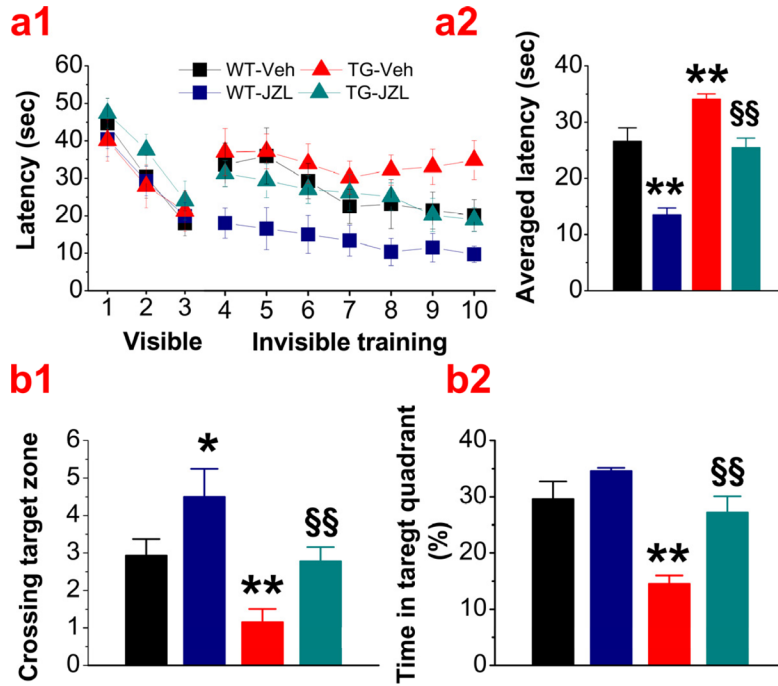 a1
Latency (sec)
60
50
40
30
20
10
0
WT-Veh TG-Veh
WT-JZL TG-JZL
1 2 3 4 5 6 7 8 9 10
Visible Invisible training
a2
Averaged latency (sec)
40
30
20
10
0
**
**
§§
b1
Crossing target zone
6
5
4
3
2
1
0
*
**
§§
b2
Time in taregt quadrant
(%)
40
30
20
10
0
**
§§